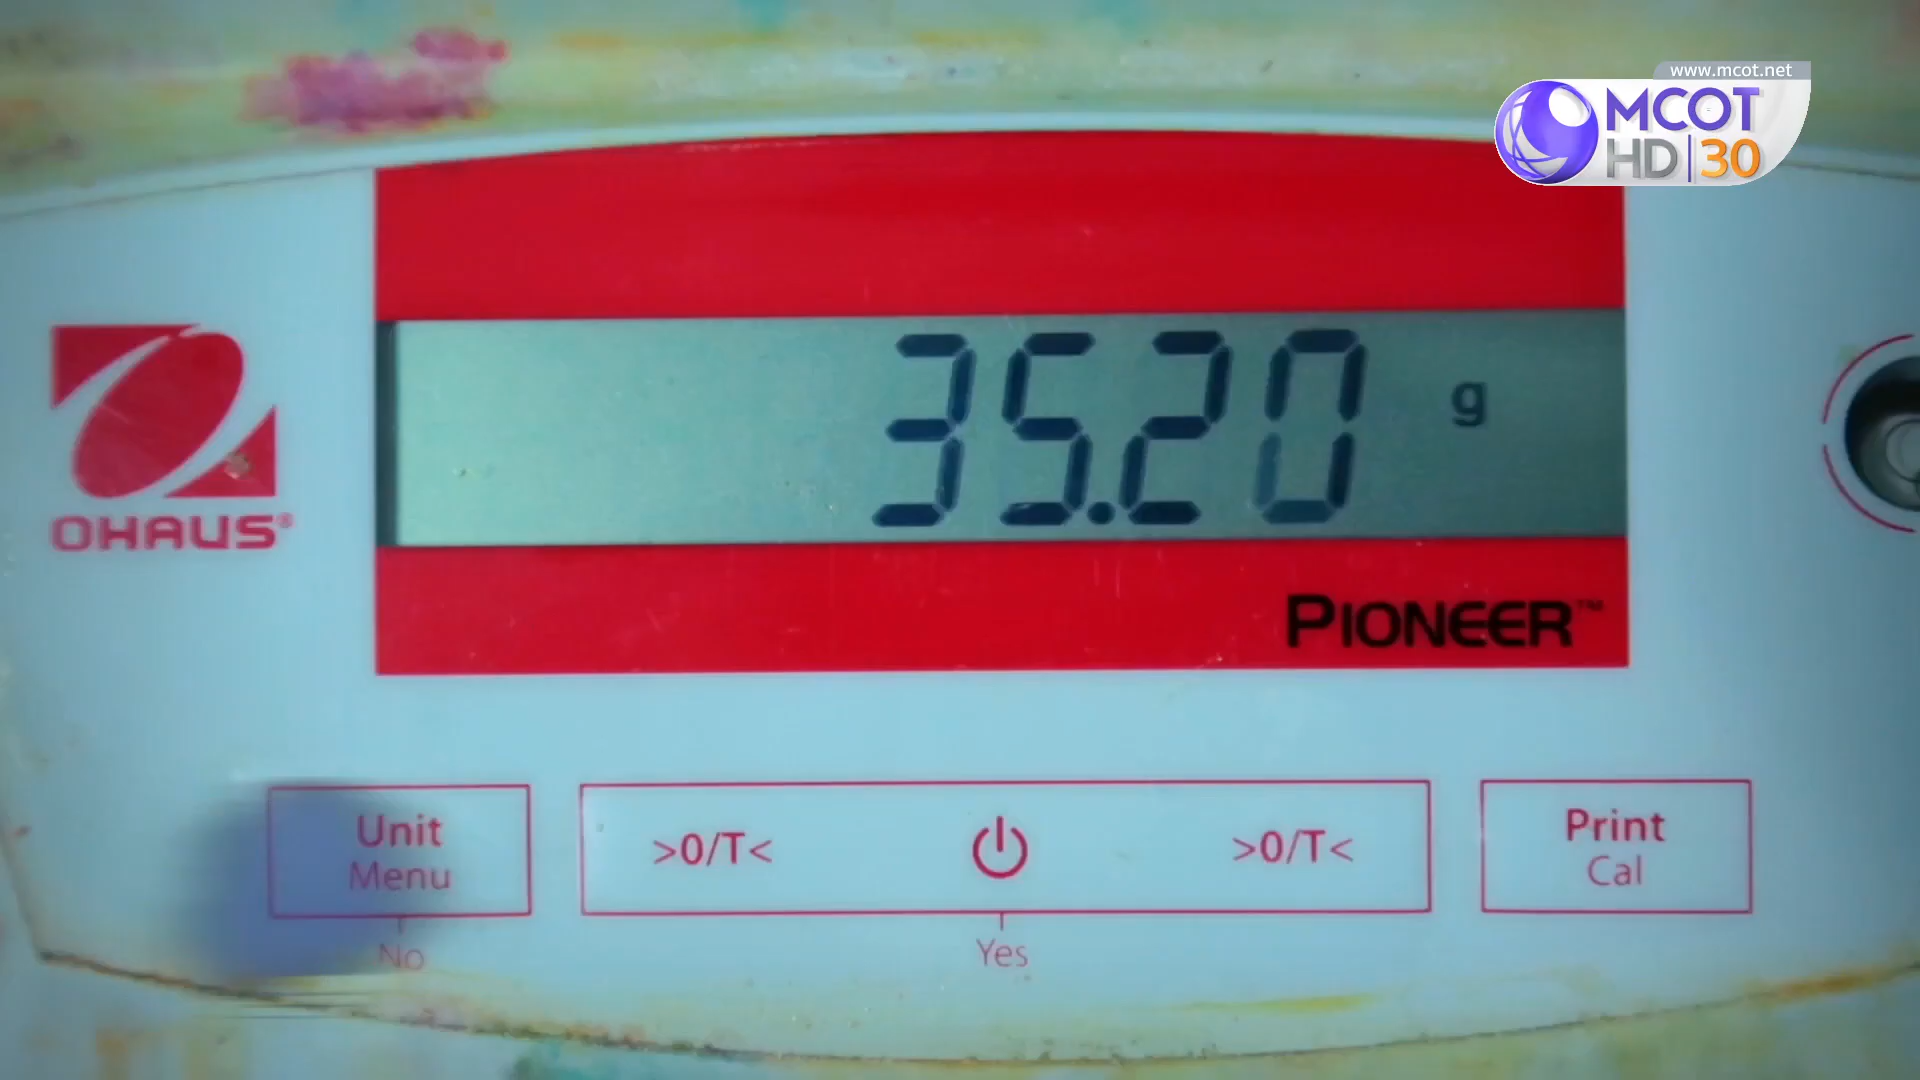 www.mcot.net
MCOT
HD|30
OHAUS®
35.20 g
PIONEER™
Unit
Menu
No
>0/T<
>0/T<
Yes
Print
Cal